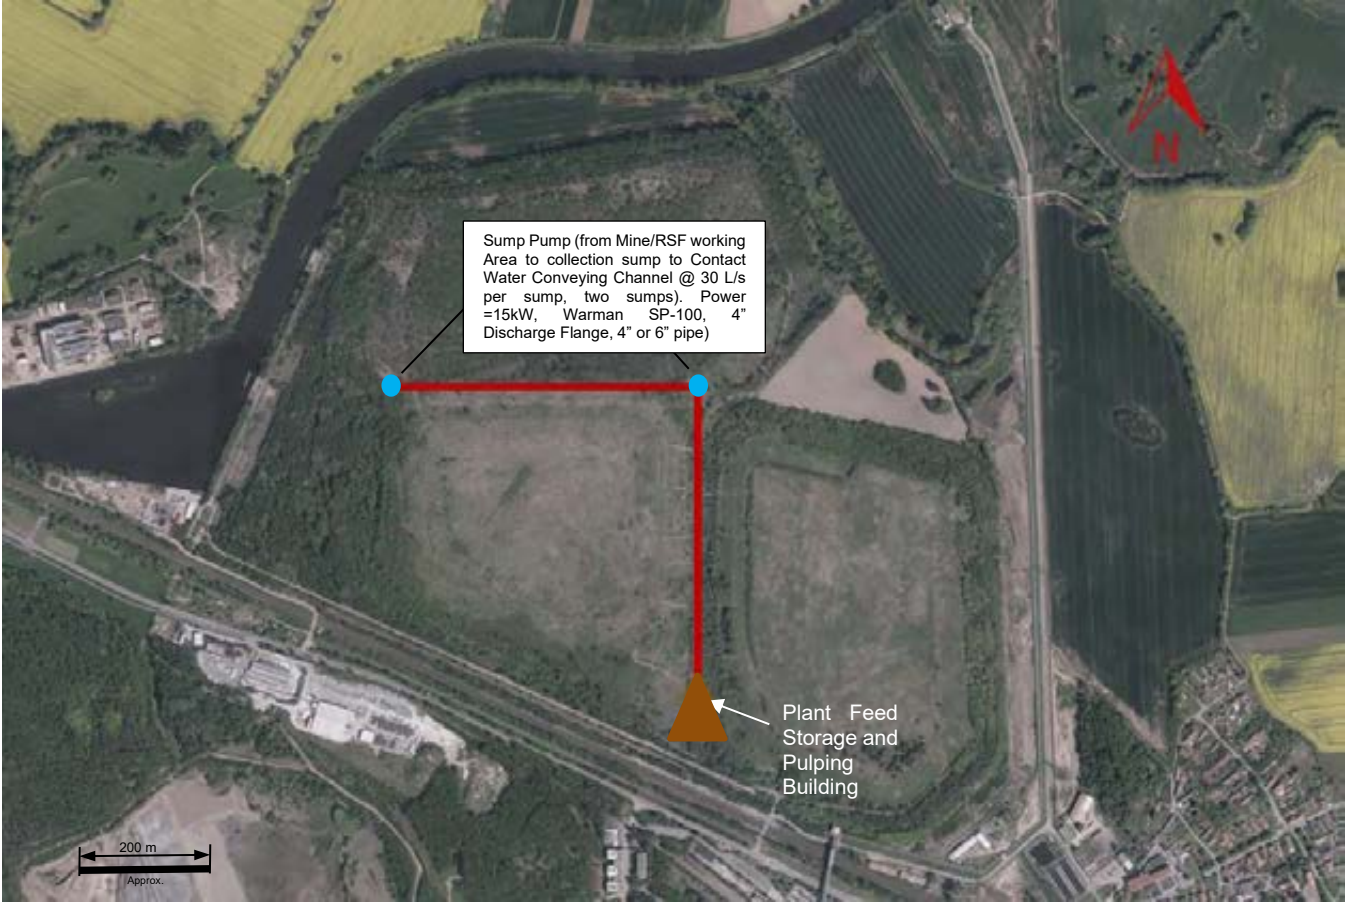 N
Sump Pump (from Mine/RSF working
Area to collection sump to Contact
Water Conveying Channel @ 30 L/s
per sump, two sumps). Power
=15kW, Warman SP-100, 4”
Discharge Flange, 4” or 6” pipe)
Plant Feed
Storage and
Pulping
Building
200 m
Approx.